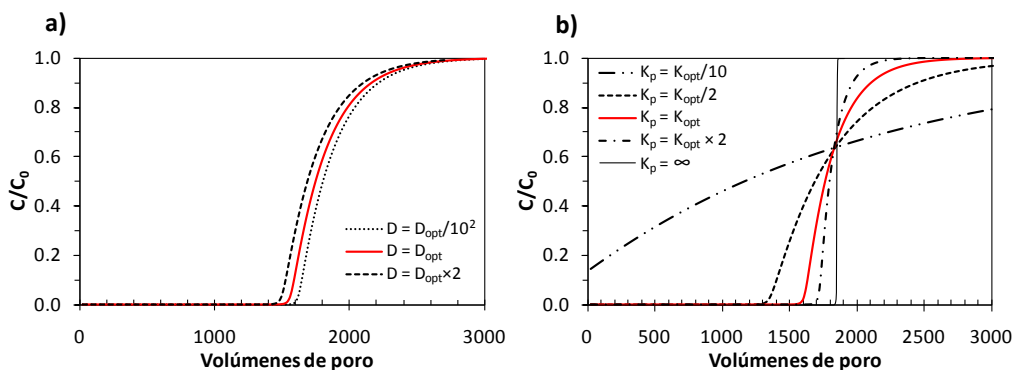 a)
C/C₀
1.0
0.8
0.6
0.4
0.2
0.0
D = Dopt/10²
D = Dopt
D = Dopt×2
0 1000 2000 3000
Volúmenes de poro
b)
C/C₀
1.0
0.8
0.6
0.4
0.2
0.0
Kp = Kopt/10
Kp = Kopt/2
Kp = Kopt
Kp = Kopt × 2
Kp = ∞
0 500 1000 1500 2000 2500 3000
Volúmenes de poro